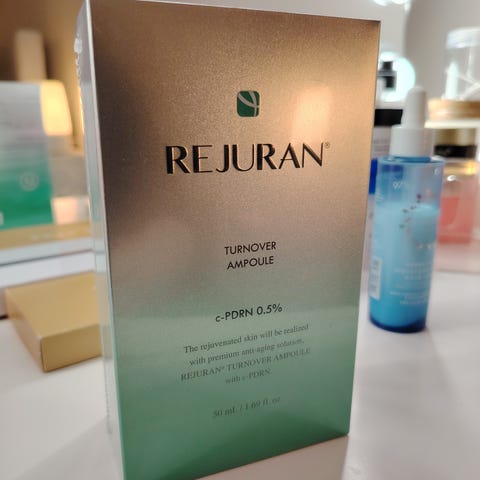 REJURAN®
TURNOVER
AMPOULE
c-PDRN 0.5%
The rejuvenated skin will be realized
with premium anti-aging solution,
REJURAN® TURNOVER AMPOULE
with c-PDRN.
50 mL / 1.69 fl. oz